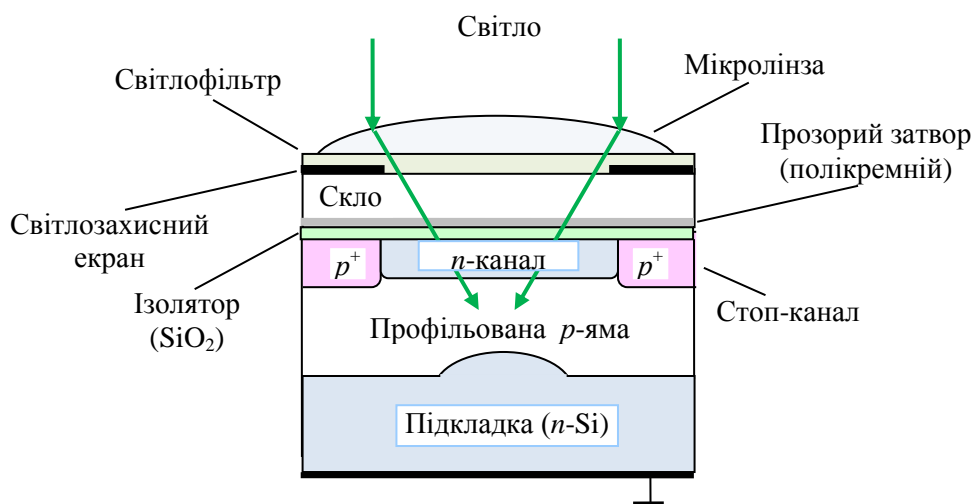 Світло
Світлофільтр
Мікролінза
Прозорий затвор
(полікремній)
Скло
Світлозахисний
екран
p+
n-канал
p+
Ізолятор
(SiO2)
Стоп-канал
Профільована p-яма
Підкладка (n-Si)